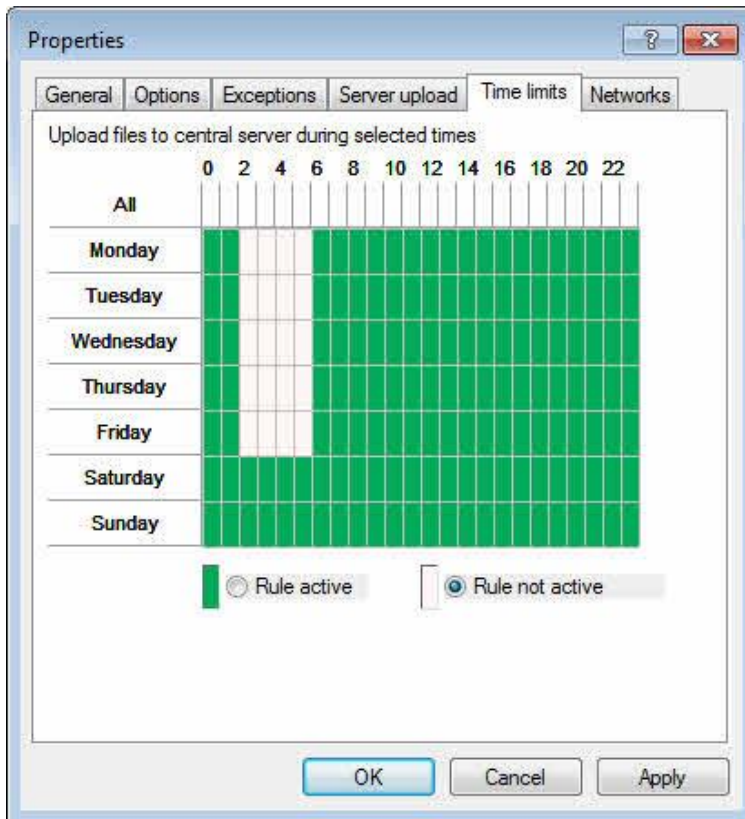 Properties
General Options Exceptions Server upload Time limits Networks
Upload files to central server during selected times
0 2 4 6 8 10 12 14 16 18 20 22
All
Monday
Tuesday
Wednesday
Thursday
Friday
Saturday
Sunday
Rule active Rule not active
OK Cancel Apply